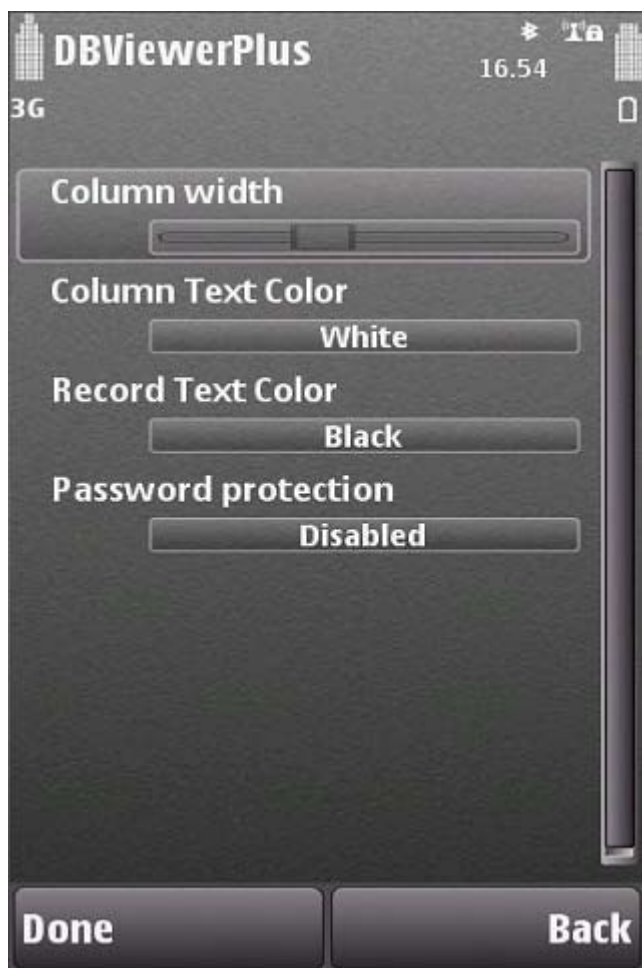 DBViewerPlus
16.54
3G
Column width
Column Text Color
White
Record Text Color
Black
Password protection
Disabled
Done Back